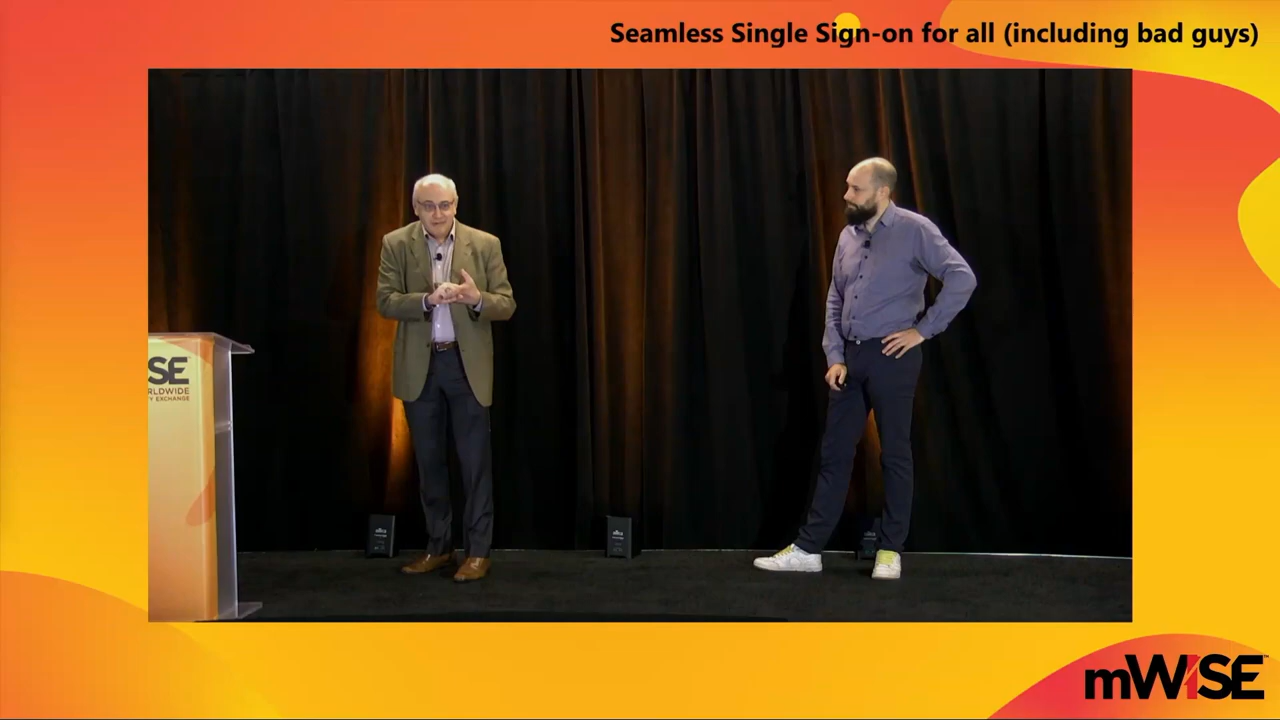 Seamless Single Sign-on for all (including bad guys)
SE
RLDWIDE
Y EXCHANGE
mWISE